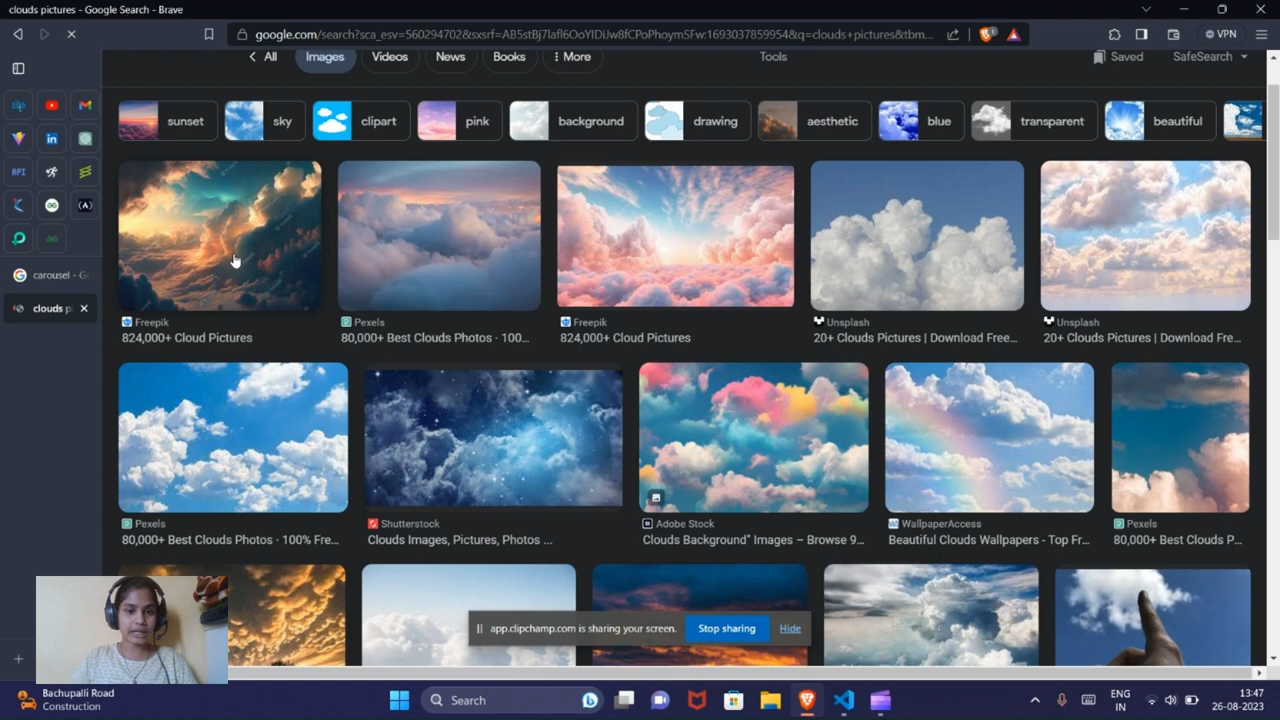 clouds pictures - Google Search - Brave
google.com/search?sca_esv=560294702&sxsrf=AB5stBj7lafl6OoYIDiJw8fCPoPhoymSFw:1693037859954&q=clouds+pictures&tbm...
VPN
All
Images
Videos
News
Books
More
Tools
Saved
SafeSearch
sunset
sky
clipart
pink
background
drawing
aesthetic
blue
transparent
beautiful
API
(A)
carousel - Go
clouds p
Freepik
824,000+ Cloud Pictures
Pexels
80,000+ Best Clouds Photos · 100...
Freepik
824,000+ Cloud Pictures
Unsplash
20+ Clouds Pictures | Download Free...
Unsplash
20+ Clouds Pictures | Download Fre...
Pexels
80,000+ Best Clouds Photos · 100% Fre...
Shutterstock
Clouds Images, Pictures, Photos ...
Adobe Stock
Clouds Background" Images – Browse 9...
WallpaperAccess
Beautiful Clouds Wallpapers - Top Fr...
Pexels
80,000+ Best Clouds P...
app.clipchamp.com is sharing your screen.
Stop sharing
Hide
Bachupalli Road
Construction
Search
ENG
IN
13:47
26-08-2023